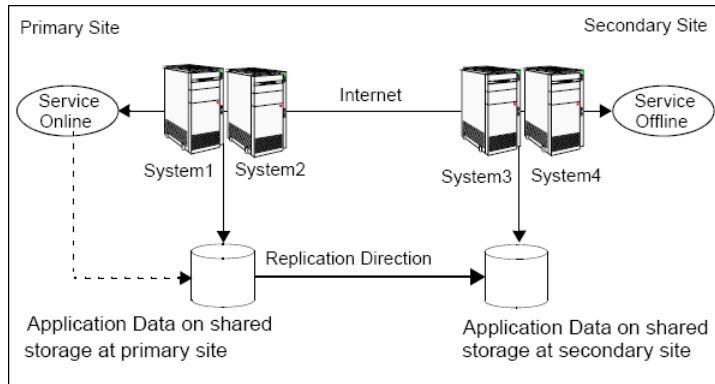 Primary Site
Secondary Site
Service
Online
Internet
Service
Offline
System1
System2
System3
System4
Replication Direction
Application Data on shared
storage at primary site
Application Data on shared
storage at secondary site